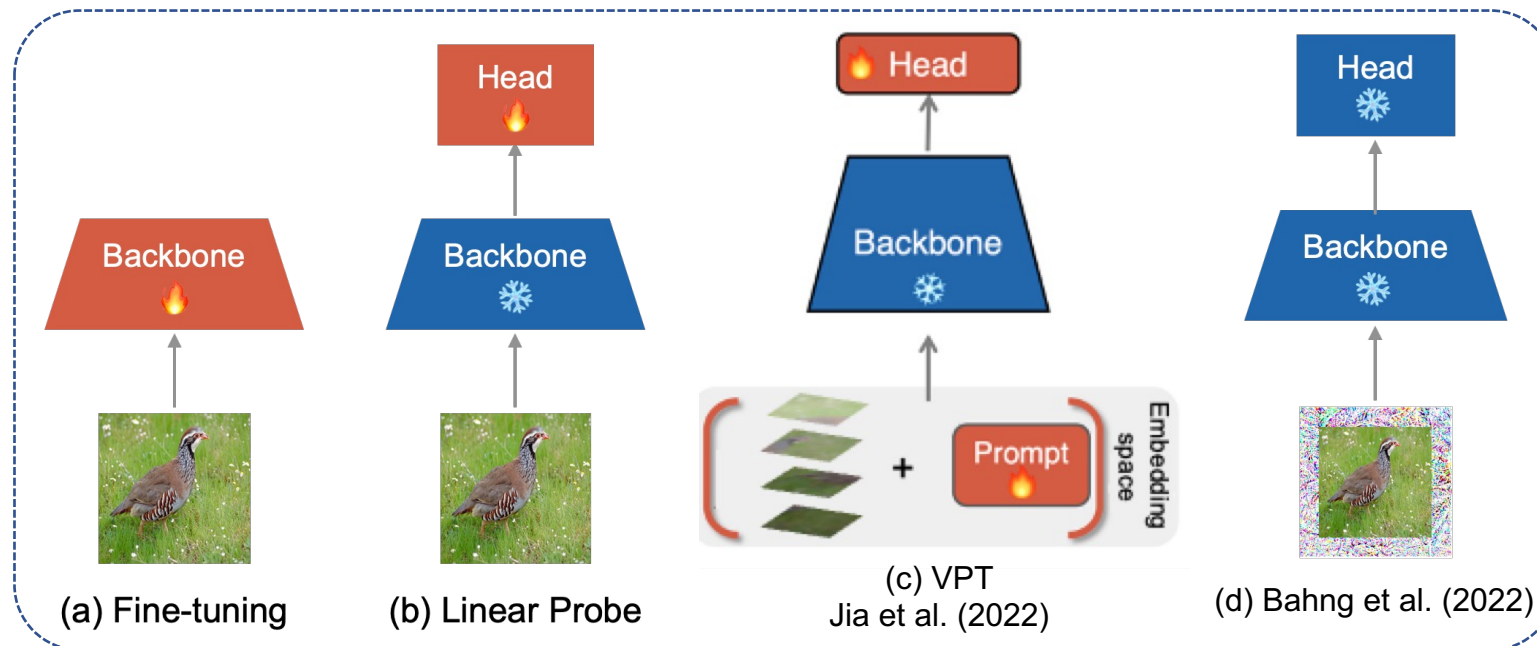 Head
Backbone
(a) Fine-tuning
Head
Backbone
(b) Linear Probe
Head
Backbone
+
Prompt
Embedding
space
(c) VPT
Jia et al. (2022)
Head
Backbone
(d) Bahng et al. (2022)